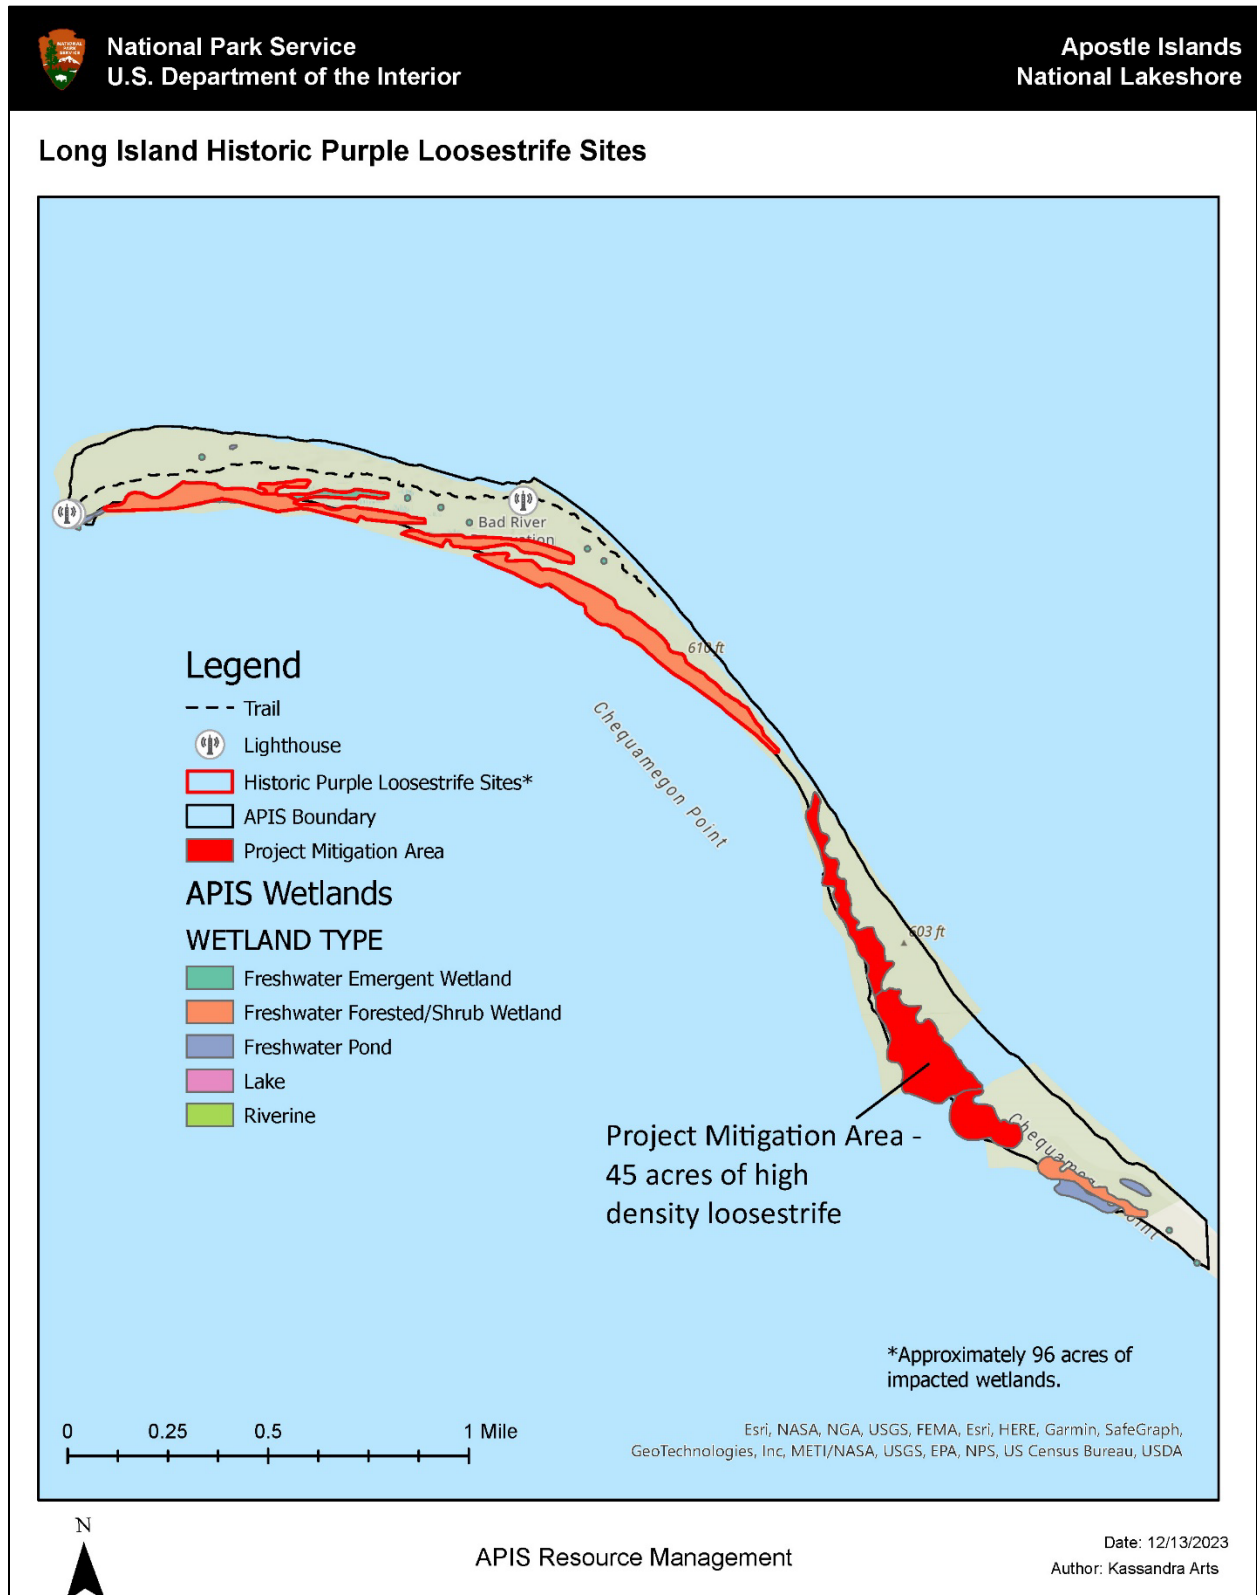 National Park Service
U.S. Department of the Interior
Apostle Islands
National Lakeshore
Long Island Historic Purple Loosestrife Sites
Bad River
610 ft
Chequamegon Point
603 ft
Legend
Trail
Lighthouse
Historic Purple Loosestrife Sites*
APIS Boundary
Project Mitigation Area
APIS Wetlands
WETLAND TYPE
Freshwater Emergent Wetland
Freshwater Forested/Shrub Wetland
Freshwater Pond
Lake
Riverine
Project Mitigation Area -
45 acres of high
density loosestrife
*Approximately 96 acres of
impacted wetlands.
0 0.25 0.5 1 Mile
Esri, NASA, NGA, USGS, FEMA, Esri, HERE, Garmin, SafeGraph,
GeoTechnologies, Inc, METI/NASA, USGS, EPA, NPS, US Census Bureau, USDA
N
APIS Resource Management
Date: 12/13/2023
Author: Kassandra Arts